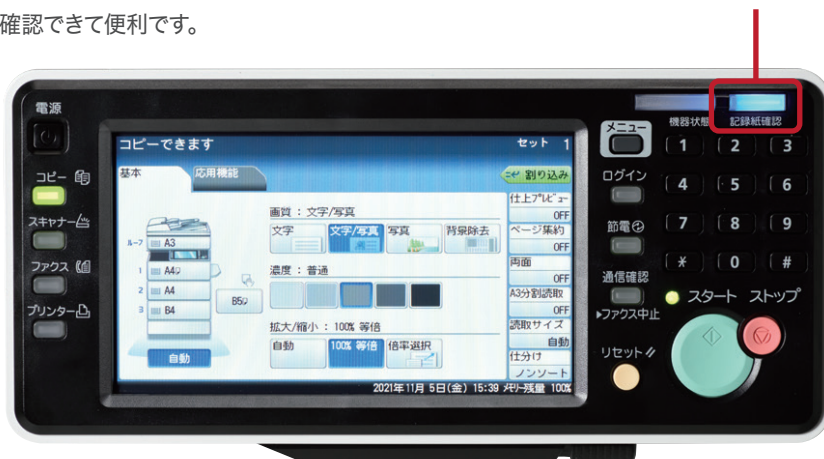 確認できて便利です。
電源
コピー
スキャナー
ファクス
プリンター
コピーできます
セット 1
基本
応用機能
割り込み
画質：文字/写真
文字
文字/写真
写真
背景除去
濃度：普通
拡大/縮小：100% 等倍
自動
100% 等倍
倍率選択
ﾙｰﾌ
A3
1
A4
2
A4
3
B4
B5
自動
仕上ﾌﾟﾚﾋﾞｭｰ
OFF
ページ集約
OFF
両面
OFF
A3分割読取
OFF
読取サイズ
自動
仕分け
ノンソート
2021年11月 5日(金) 15:39 ﾒﾓﾘｰ残量 100%
機器状態
記録紙確認
メニュー
ログイン
節電
通信確認
▶ファクス中止
リセット
1 2 3
4 5 6
7 8 9
* 0 #
スタート ストップ